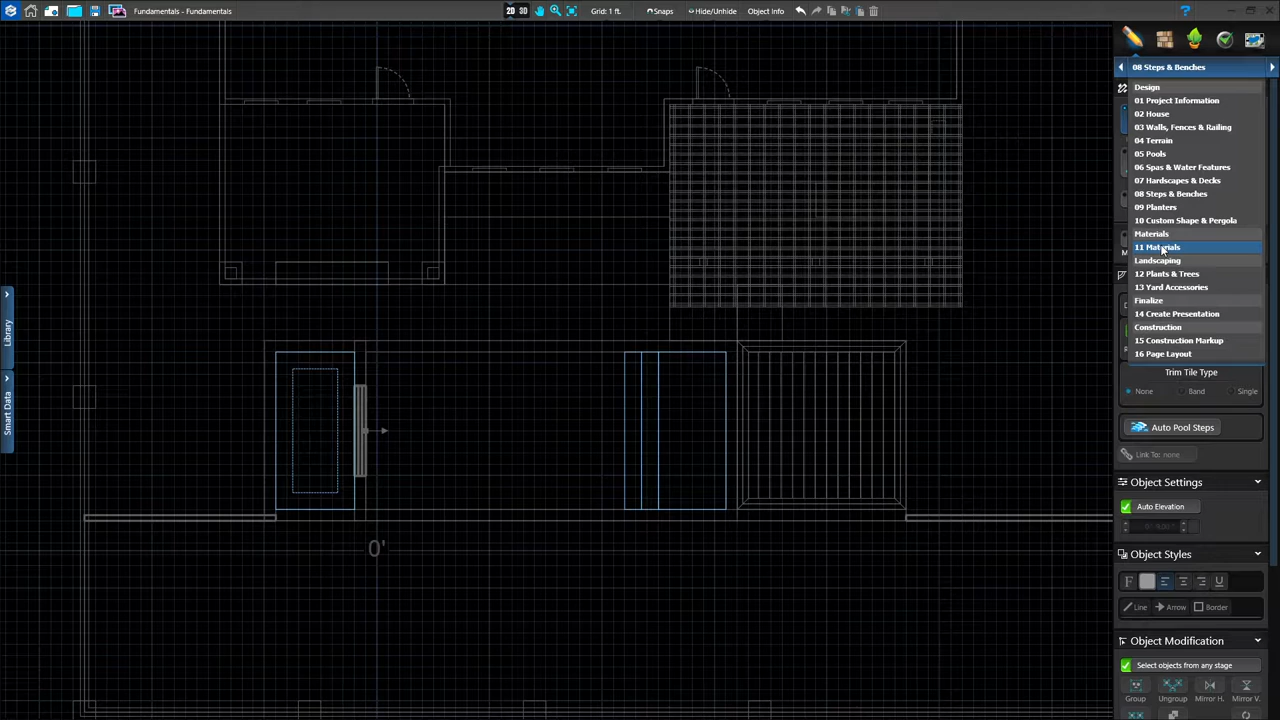 Fundamentals - Fundamentals
2D 3D
Grid: 1 ft.
Snaps
Hide/Unhide
Object Info
?
08 Steps & Benches
Design
01 Project Information
02 House
03 Walls, Fences & Railing
04 Terrain
05 Pools
06 Spas & Water Features
07 Hardscapes & Decks
08 Steps & Benches
09 Planters
10 Custom Shape & Pergola
Materials
11 Materials
Landscaping
12 Plants & Trees
13 Yard Accessories
Finalize
14 Create Presentation
Construction
15 Construction Markup
16 Page Layout
Trim Tile Type
None
Band
Single
Auto Pool Steps
Link To: none
Object Settings
Auto Elevation
Object Styles
Line
Arrow
Border
Object Modification
Select objects from any stage
Group
Ungroup
Mirror H.
Mirror V.
Library
Smart Data
0'